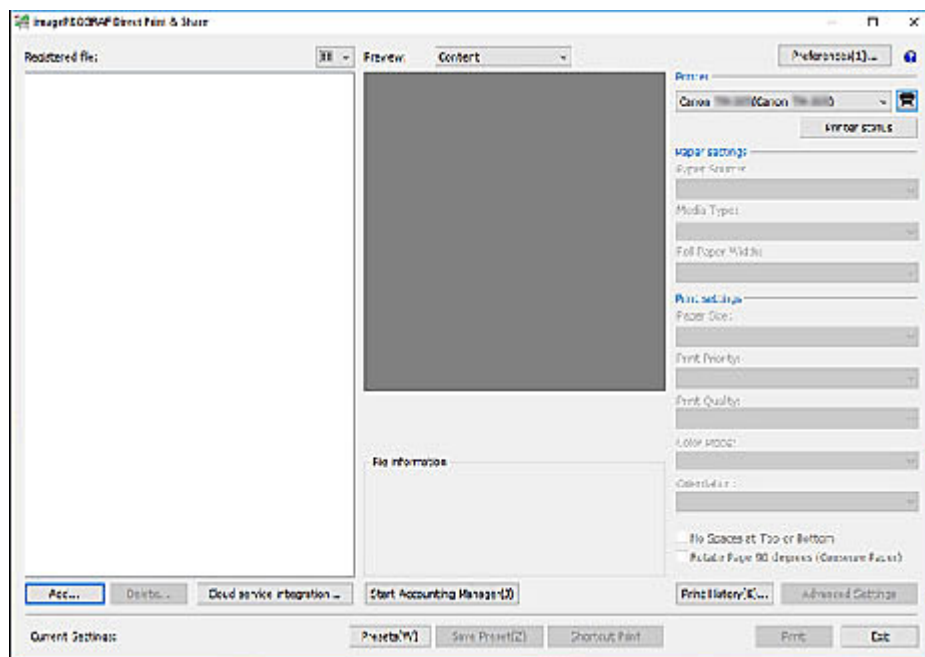 imagePROGRAF Direct Print & Share
Registered file:
Preview:
Content
Preferences(1)...
Printer
Canon (Canon )
Printer status
Paper settings
Paper Source:
Media Type:
Roll Paper Width:
Print settings
Paper Size:
Print Priority:
Print Quality:
Color Mode:
Orientation:
File information
No Spaces at Top or Bottom
Rotate Page 90 degrees (Conserve Paper)
Add...
Delete...
Cloud service integration ...
Start Accounting Manager(J)
Print History(K)...
Advanced Settings
Current Settings:
Presets(W)
Save Preset(Z)
Shortcut Print
Print
Exit